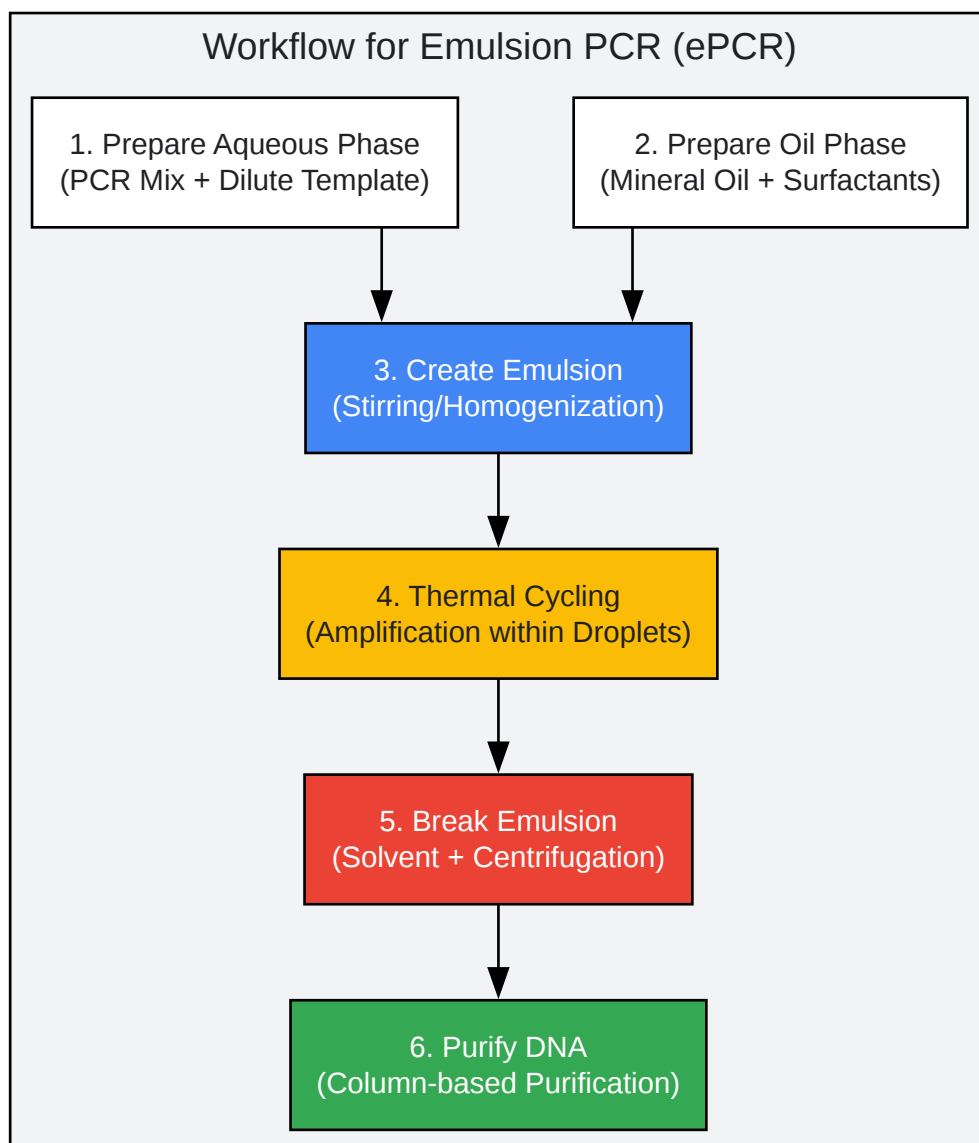 Workflow for Emulsion PCR (ePCR)
1. Prepare Aqueous Phase
(PCR Mix + Dilute Template)
2. Prepare Oil Phase
(Mineral Oil + Surfactants)
3. Create Emulsion
(Stirring/Homogenization)
4. Thermal Cycling
(Amplification within Droplets)
5. Break Emulsion
(Solvent + Centrifugation)
6. Purify DNA
(Column-based Purification)